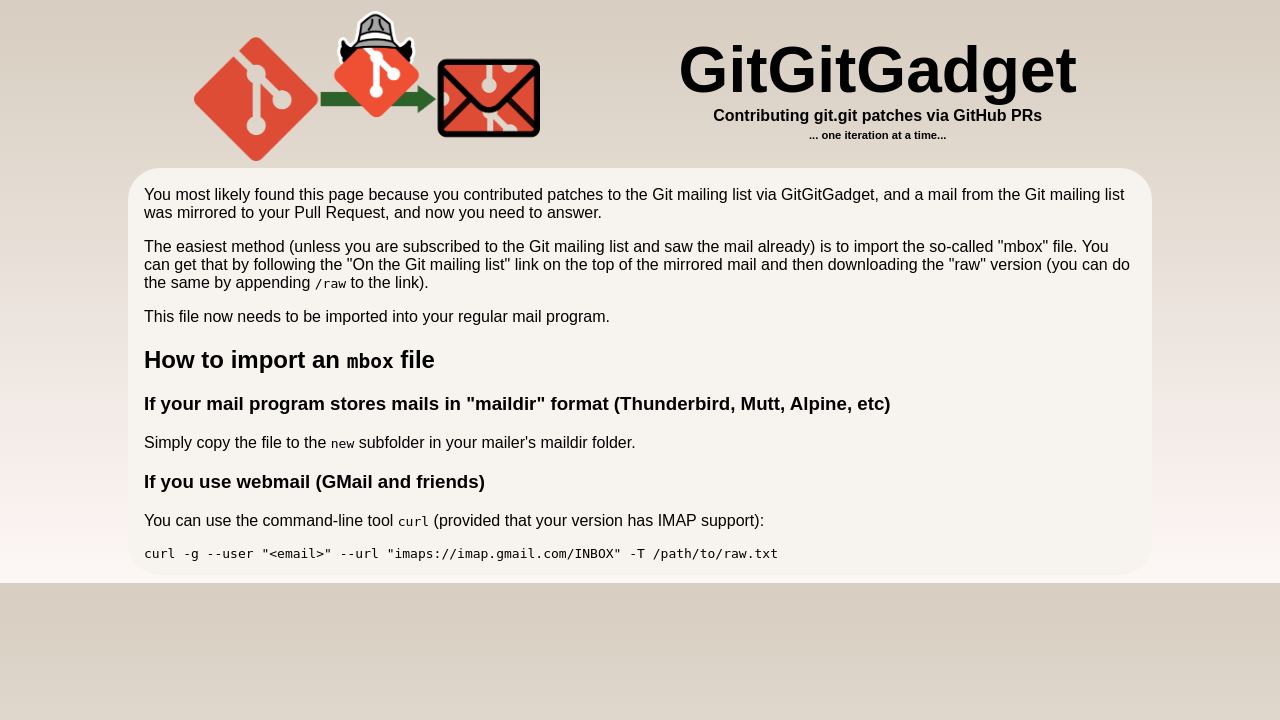 GitGitGadget
Contributing git.git patches via GitHub PRs
... one iteration at a time...
You most likely found this page because you contributed patches to the Git mailing list via GitGitGadget, and a mail from the Git mailing list
was mirrored to your Pull Request, and now you need to answer.
The easiest method (unless you are subscribed to the Git mailing list and saw the mail already) is to import the so-called "mbox" file. You
can get that by following the "On the Git mailing list" link on the top of the mirrored mail and then downloading the "raw" version (you can do
the same by appending /raw to the link).
This file now needs to be imported into your regular mail program.
How to import an mbox file
If your mail program stores mails in "maildir" format (Thunderbird, Mutt, Alpine, etc)
Simply copy the file to the new subfolder in your mailer's maildir folder.
If you use webmail (GMail and friends)
You can use the command-line tool curl (provided that your version has IMAP support):
curl -g --user "<email>" --url "imaps://imap.gmail.com/INBOX" -T /path/to/raw.txt